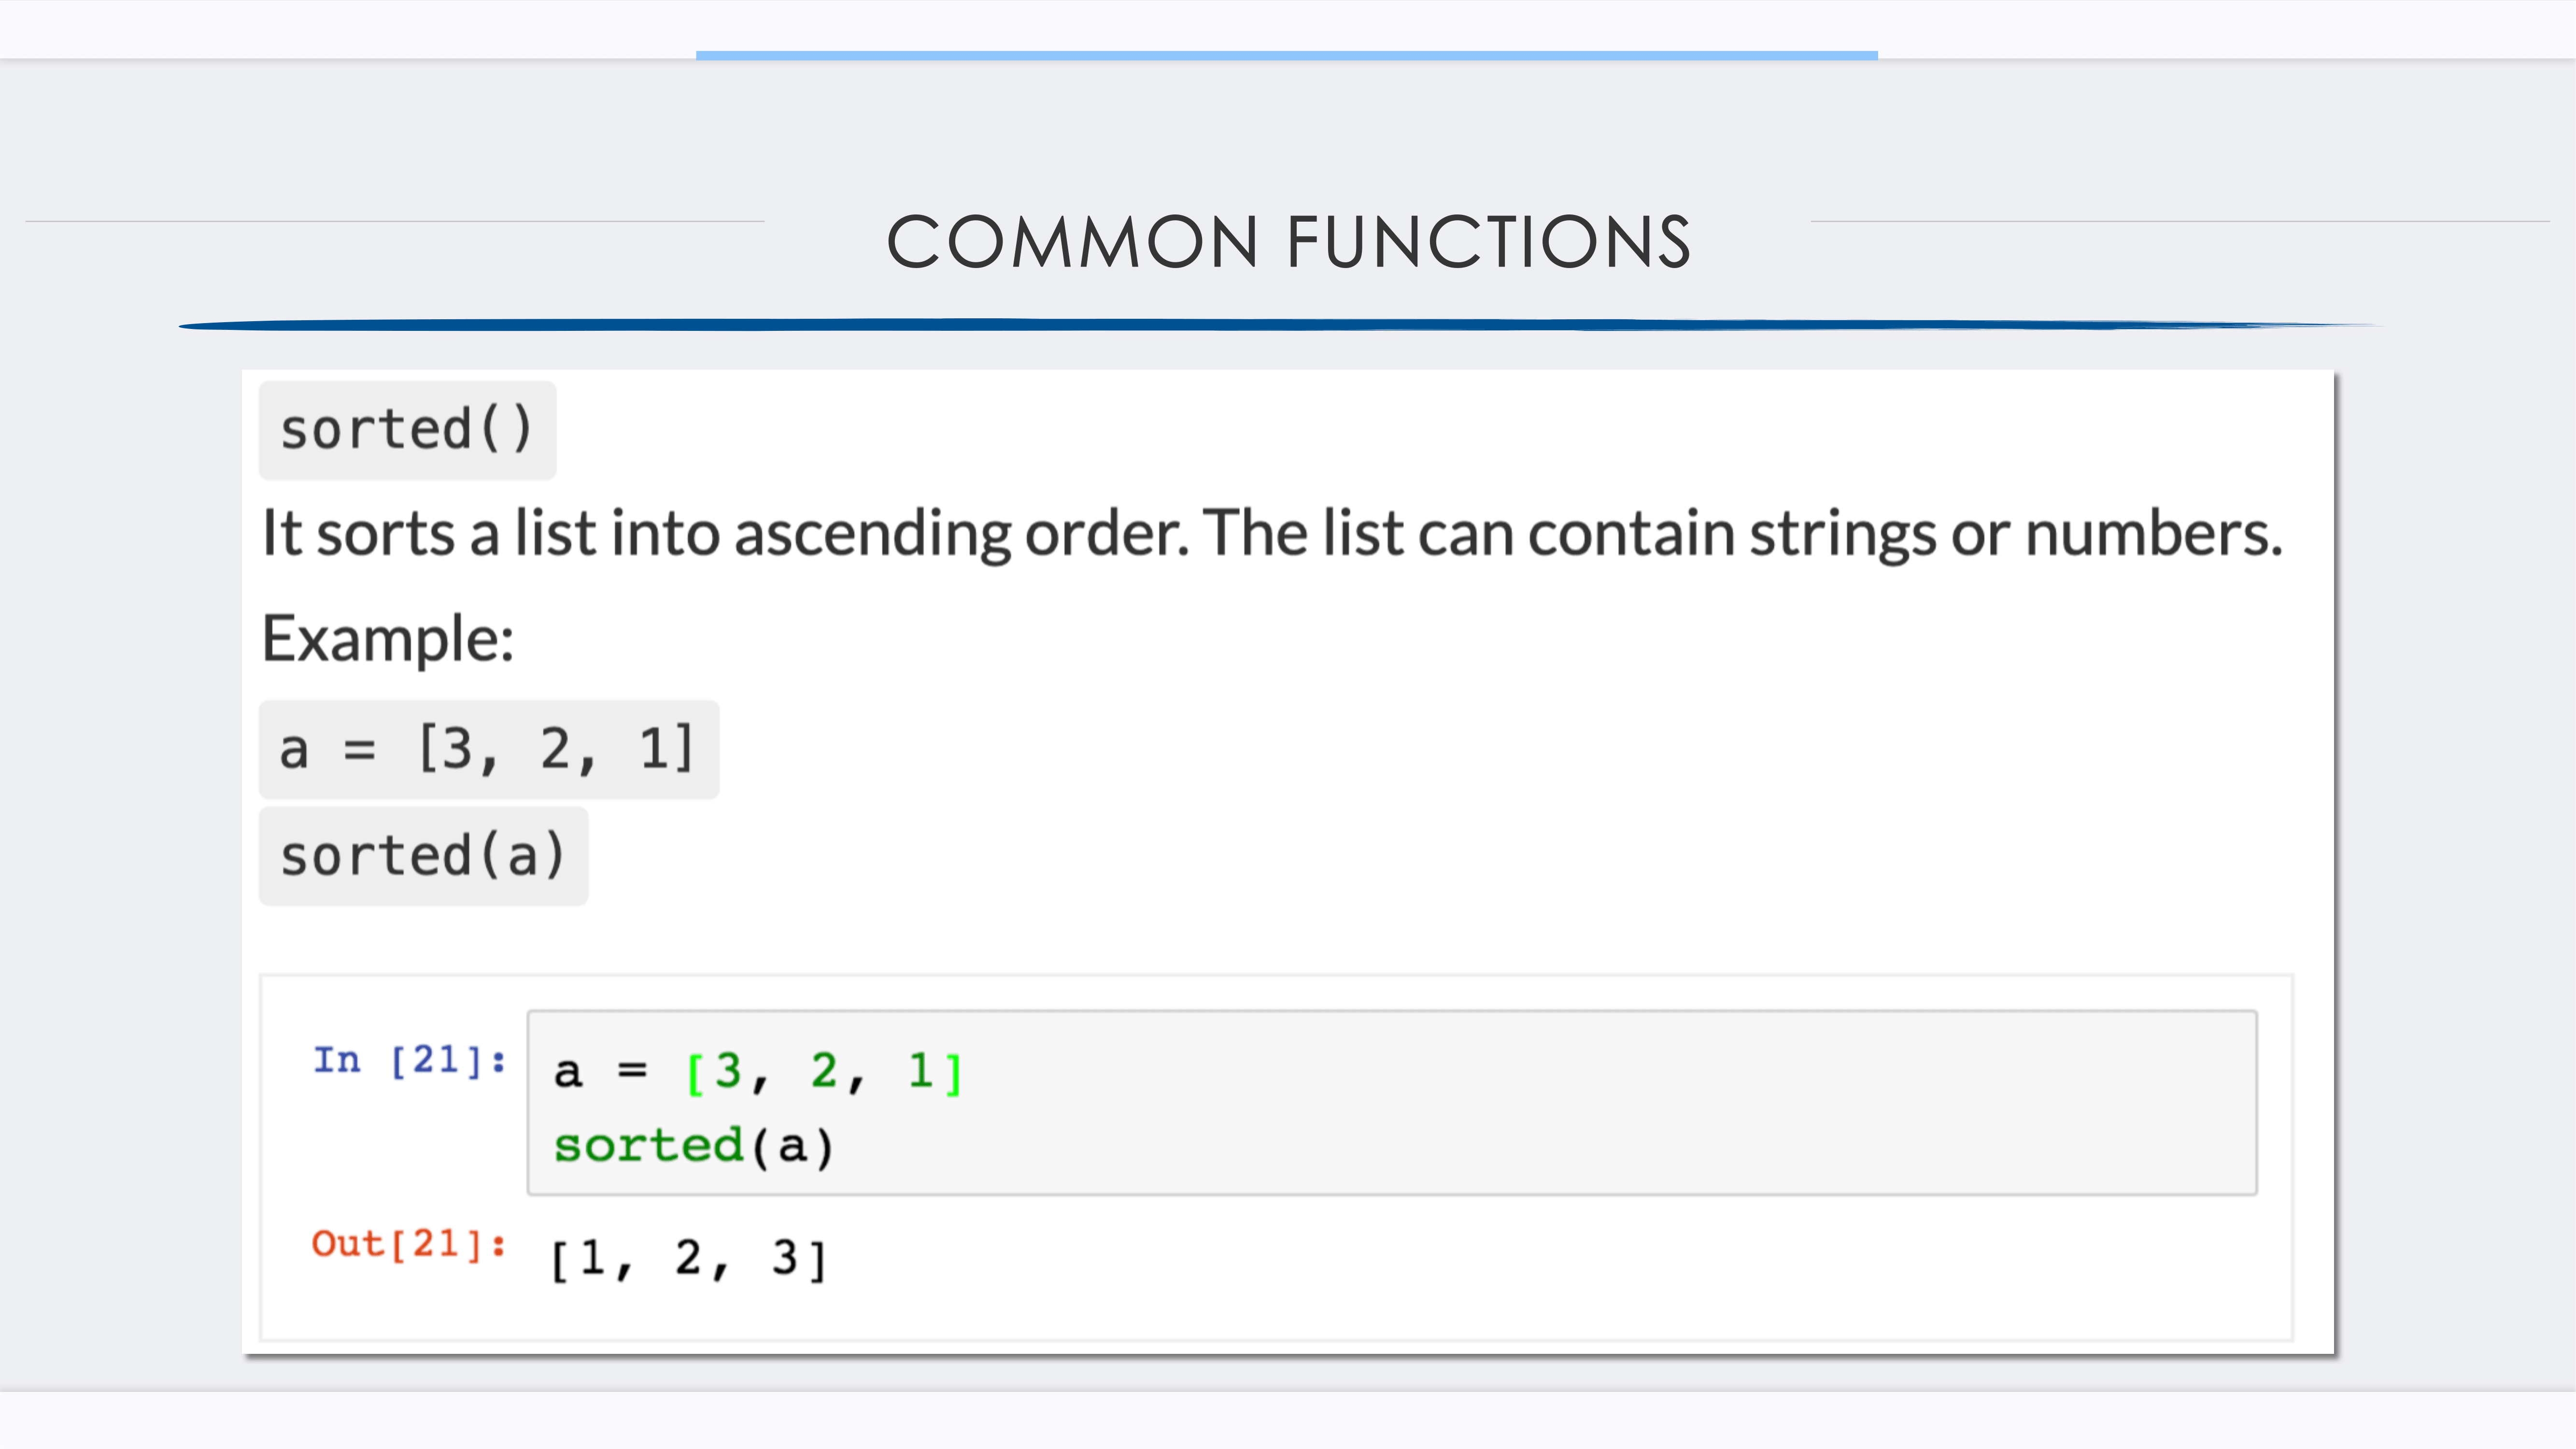 COMMON FUNCTIONS
sorted()
It sorts a list into ascending order. The list can contain strings or numbers.
Example:
a = [3, 2, 1]
sorted(a)
In [21]: a = [3, 2, 1]
sorted(a)
Out[21]: [1, 2, 3]